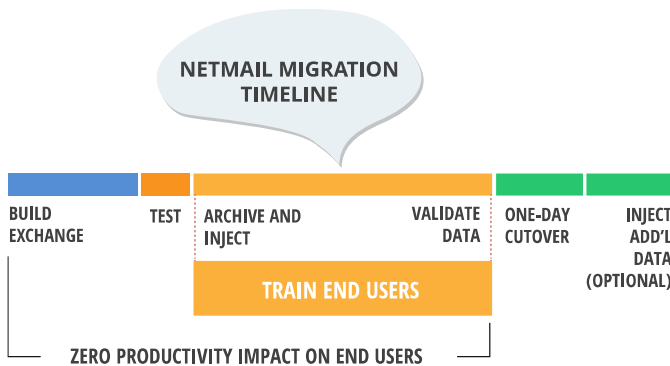 NETMAIL MIGRATION
TIMELINE
BUILD
EXCHANGE
TEST
ARCHIVE AND
INJECT
VALIDATE
DATA
ONE-DAY
CUTOVER
INJECT
ADD'L
DATA
(OPTIONAL)
TRAIN END USERS
ZERO PRODUCTIVITY IMPACT ON END USERS